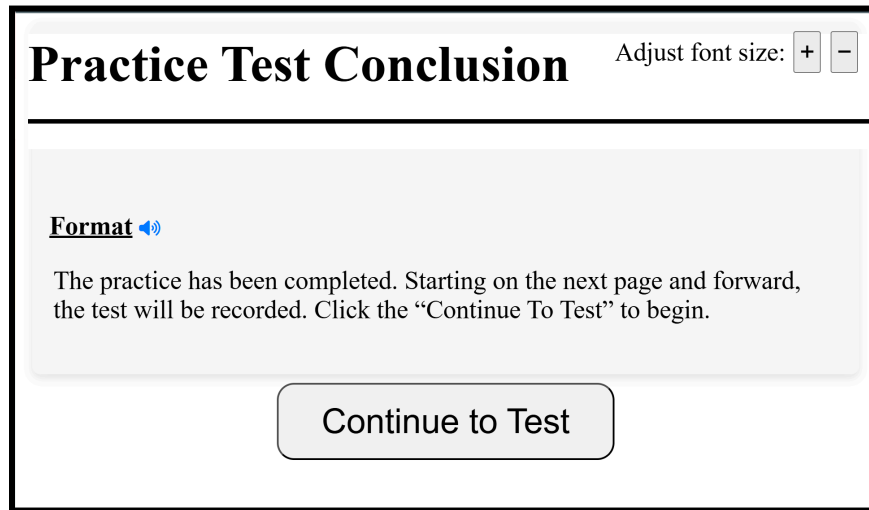 Practice Test Conclusion
Adjust font size: + −
Format
The practice has been completed. Starting on the next page and forward,
the test will be recorded. Click the “Continue To Test” to begin.
Continue to Test